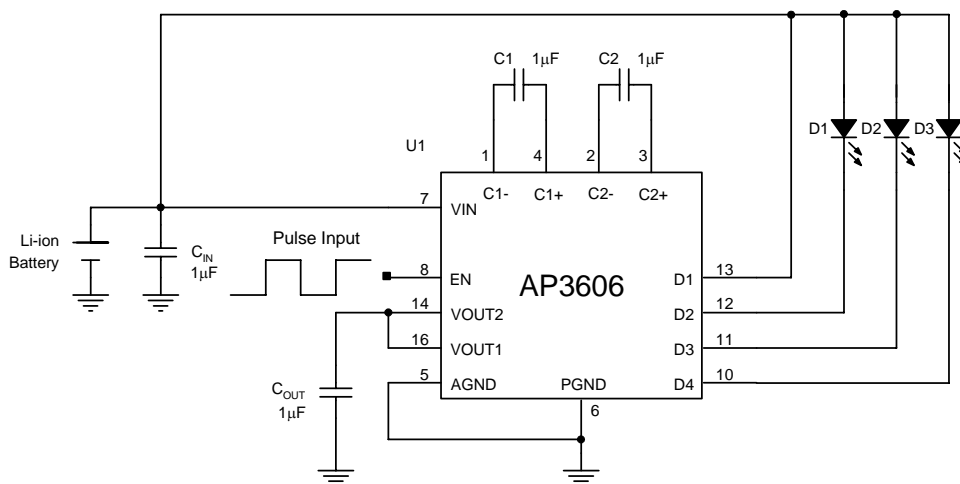 C1
1μF
C2
1μF
D1
D2
D3
U1
1
4
2
3
C1-
C1+
C2-
C2+
7
VIN
Li-ion
Battery
C_IN
1μF
Pulse Input
8
EN
AP3606
D1
13
14
VOUT2
D2
12
16
VOUT1
D3
11
5
AGND
PGND
D4
10
6
C_OUT
1μF